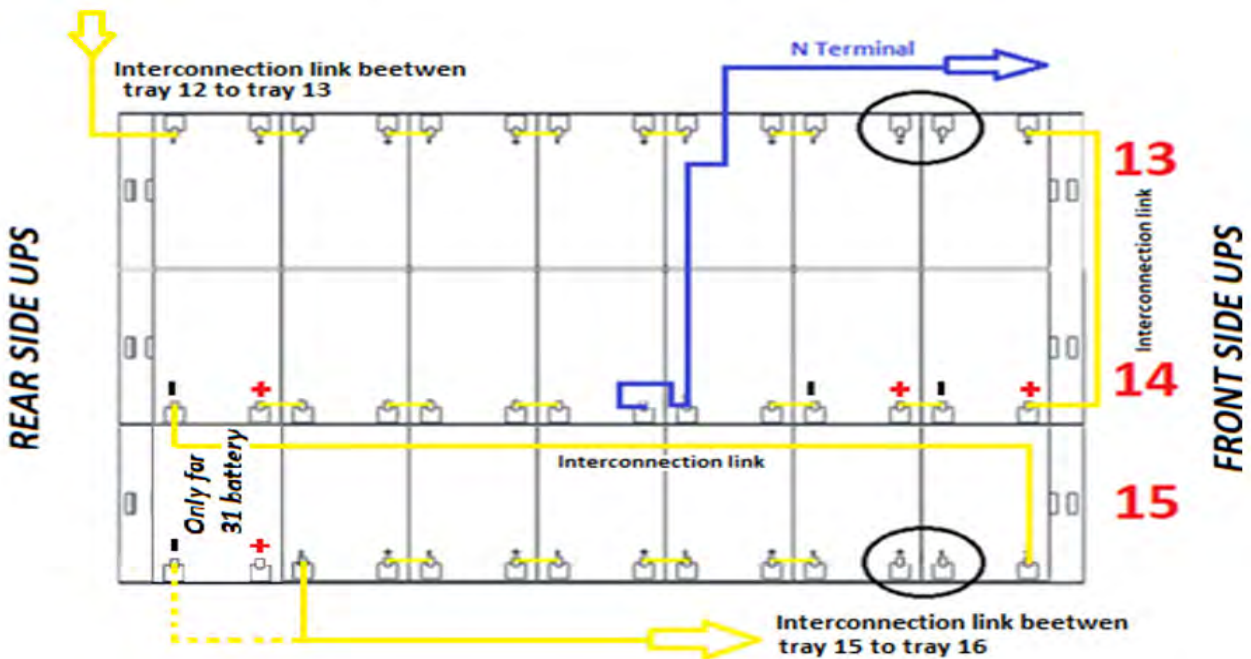 N Terminal
Interconnection link beetwen
tray 12 to tray 13
13
Interconnection link
REAR SIDE UPS
FRONT SIDE UPS
- + - + - +
14
Interconnection link
Only for
31 battery
15
- +
Interconnection link beetwen
tray 15 to tray 16